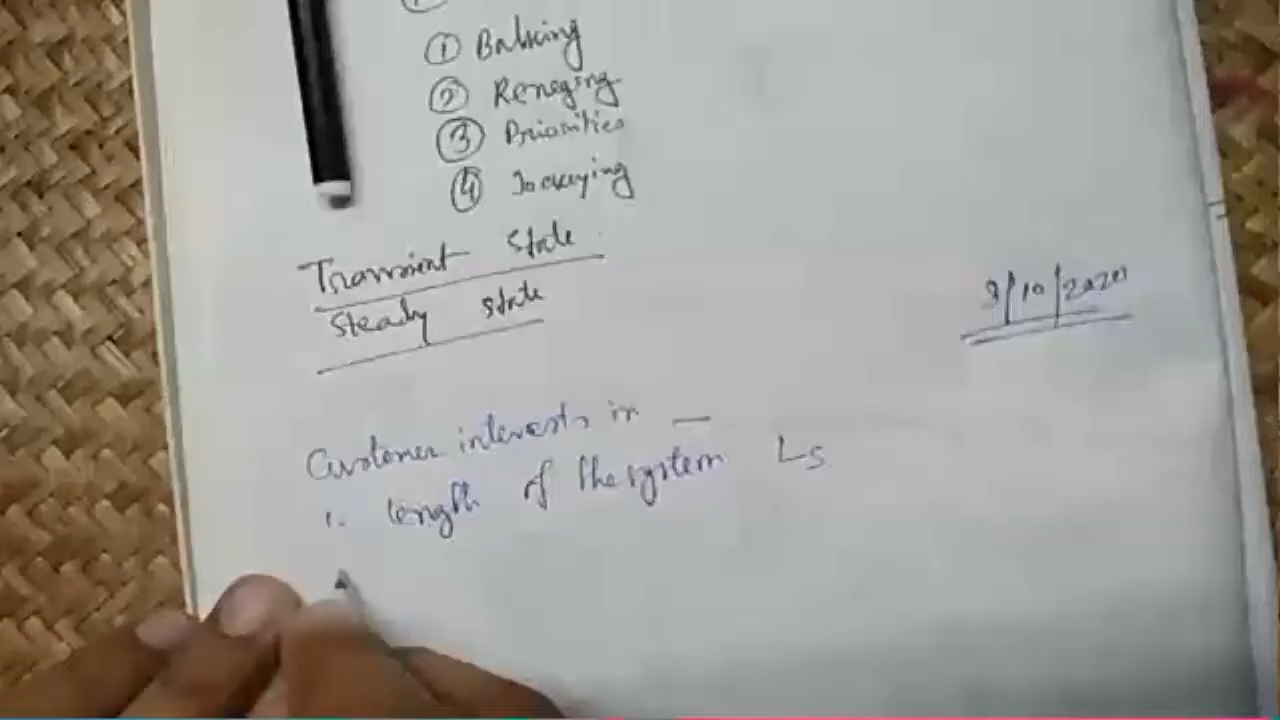 ① Balking
② Reneging
③ Priorities
④ Jockeying
Transient state
Steady state
9/10/2020
Customer interests in —
1. length of the system Ls